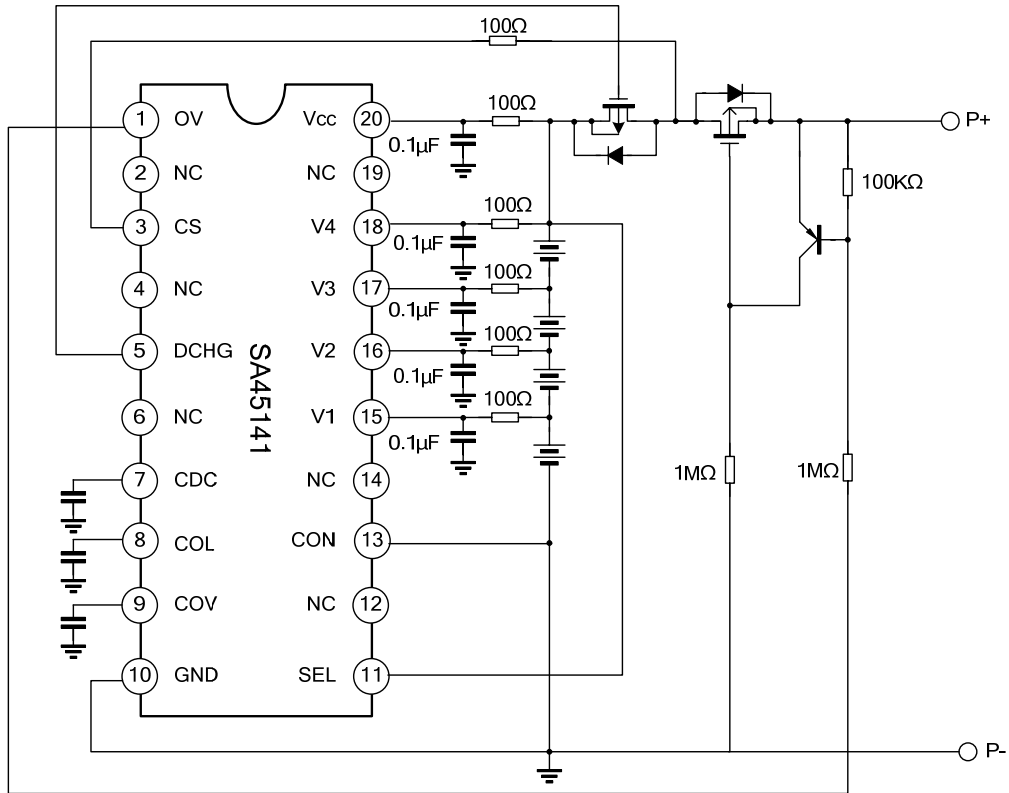 100Ω
1 OV
Vcc 20
100Ω
P+
0.1µF
2 NC
NC 19
100KΩ
3 CS
V4 18
100Ω
0.1µF
4 NC
V3 17
100Ω
0.1µF
5 DCHG
V2 16
100Ω
0.1µF
SA45141
6 NC
V1 15
100Ω
0.1µF
7 CDC
NC 14
1MΩ
1MΩ
8 COL
CON 13
9 COV
NC 12
10 GND
SEL 11
P-